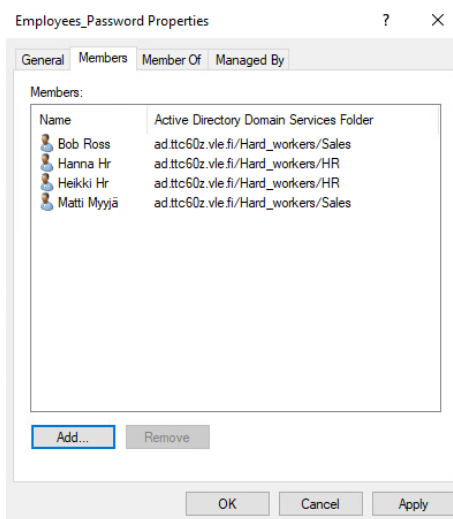 Employees_Password Properties ? ×
General Members Member Of Managed By
Members:
Name Active Directory Domain Services Folder
Bob Ross ad.ttc60z.vle.fi/Hard_workers/Sales
Hanna Hr ad.ttc60z.vle.fi/Hard_workers/HR
Heikki Hr ad.ttc60z.vle.fi/Hard_workers/HR
Matti Myyjä ad.ttc60z.vle.fi/Hard_workers/Sales
Add... Remove
OK Cancel Apply